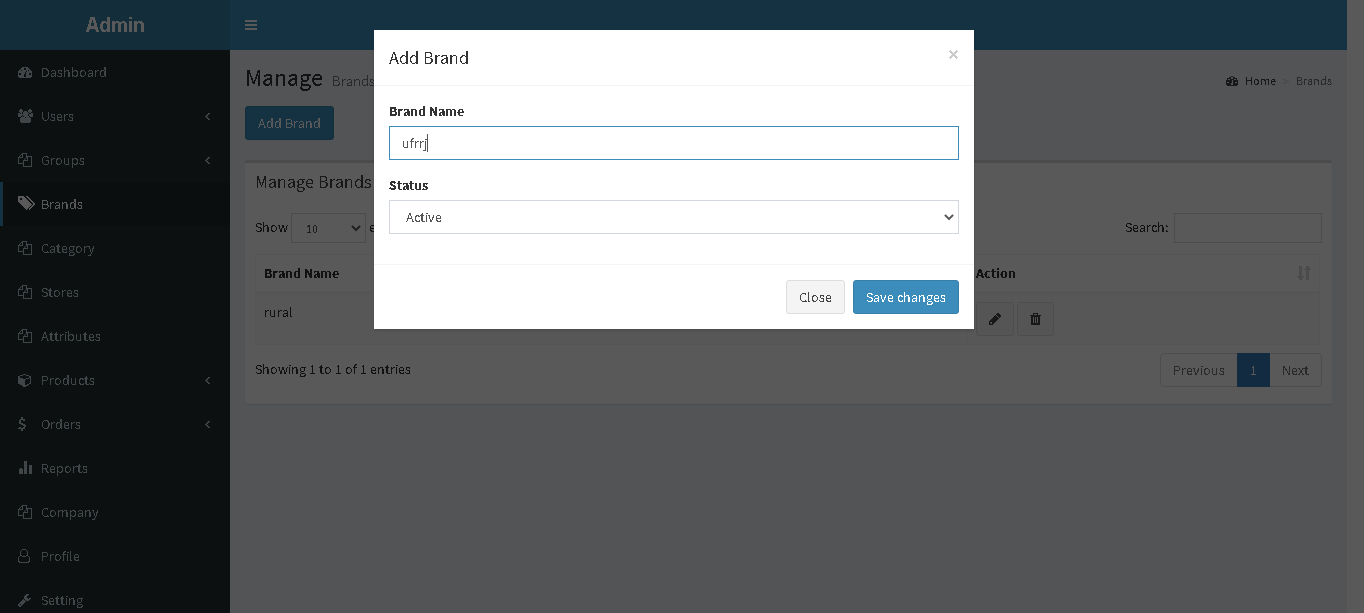 Admin
Dashboard
Users
Groups
Brands
Category
Stores
Attributes
Products
Orders
Reports
Company
Profile
Setting
Manage Brands
Home > Brands
Add Brand
Manage Brands
Show 10 e
Search:
Brand Name Action
rural
Showing 1 to 1 of 1 entries
Previous 1 Next
Add Brand ×
Brand Name
ufrrj
Status
Active
Close Save changes